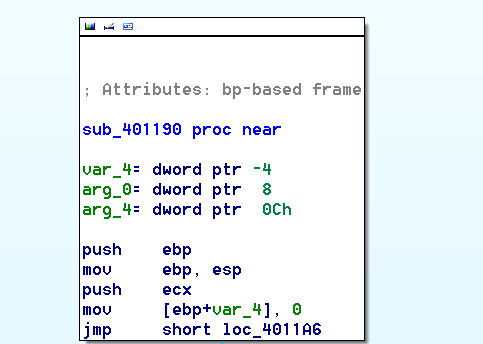 ; Attributes: bp-based frame
sub_401190 proc near
var_4= dword ptr -4
arg_0= dword ptr  8
arg_4= dword ptr  0Ch
push    ebp
mov     ebp, esp
push    ecx
mov     [ebp+var_4], 0
jmp     short loc_4011A6